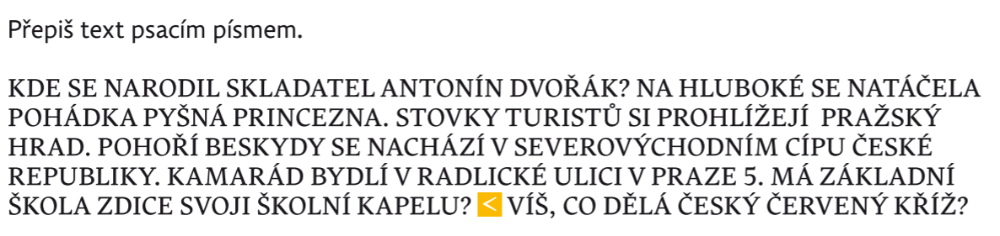 Přepiš text psacím písmem.
KDE SE NARODIL SKLADATEL ANTONÍN DVOŘÁK? NA HLUBOKÉ SE NATÁČELA
POHÁDKA PYŠNÁ PRINCEZNA. STOVKY TURISTŮ SI PROHLÍŽEJÍ PRAŽSKÝ
HRAD. POHOŘÍ BESKYDY SE NACHÁZÍ V SEVEROVÝCHODNÍM CÍPU ČESKÉ
REPUBLIKY. KAMARÁD BYDLÍ V RADLICKÉ ULICI V PRAZE 5. MÁ ZÁKLADNÍ
ŠKOLA ZDICE SVOJI ŠKOLNÍ KAPELU? < VÍŠ, CO DĚLÁ ČESKÝ ČERVENÝ KŘÍŽ?